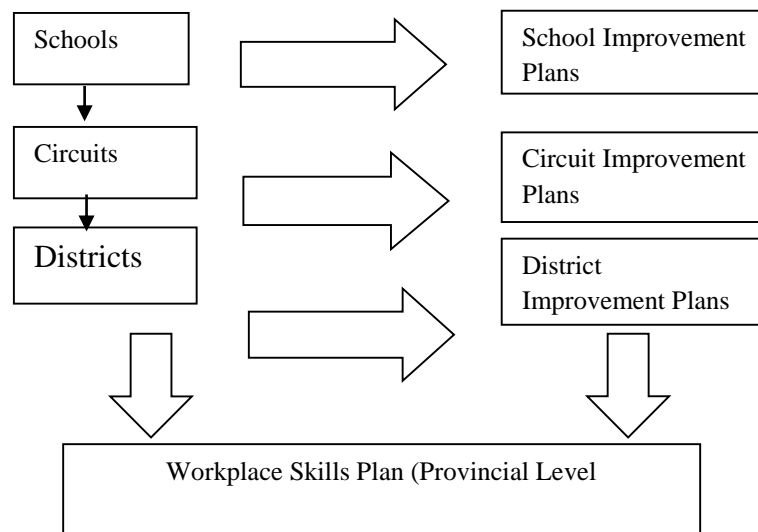 Schools
School Improvement
Plans
Circuits
Circuit Improvement
Plans
Districts
District
Improvement Plans
Workplace Skills Plan (Provincial Level